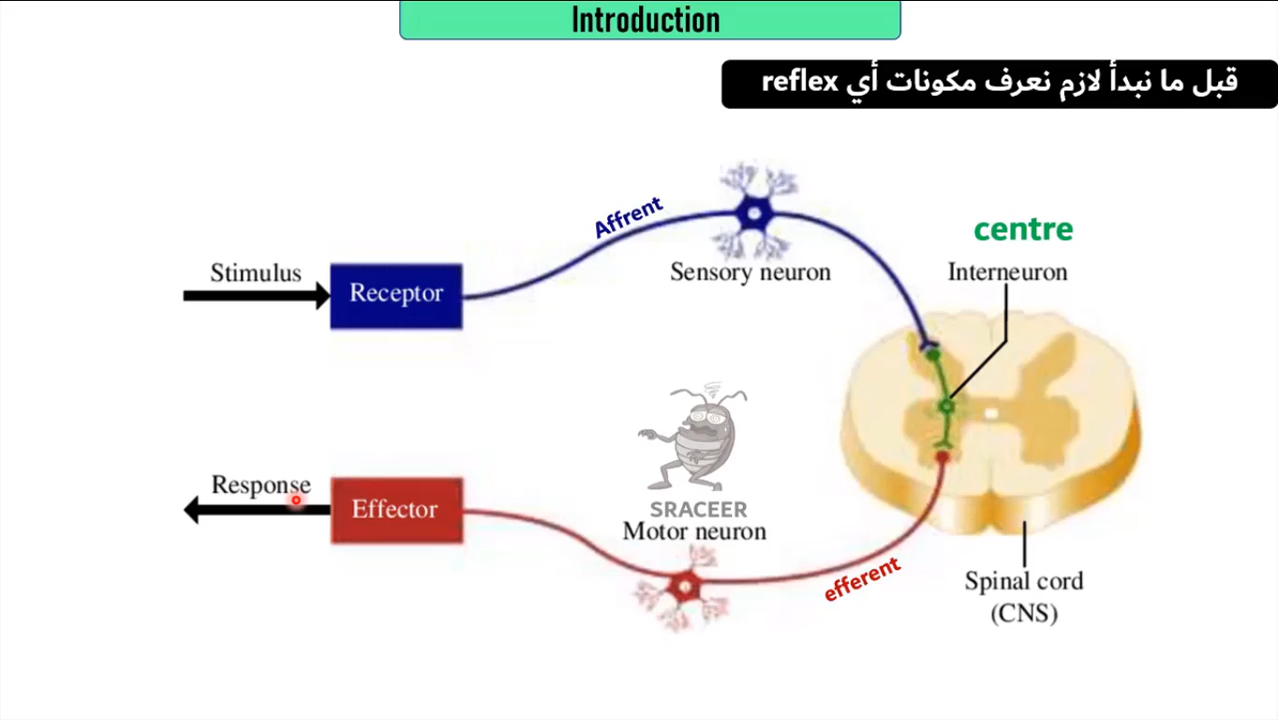 Introduction
قبل ما نبدأ لازم نعرف مكونات أي reflex
Affrent
centre
Stimulus
Receptor
Sensory neuron
Interneuron
Response
Effector
SRACEER
Motor neuron
efferent
Spinal cord
(CNS)